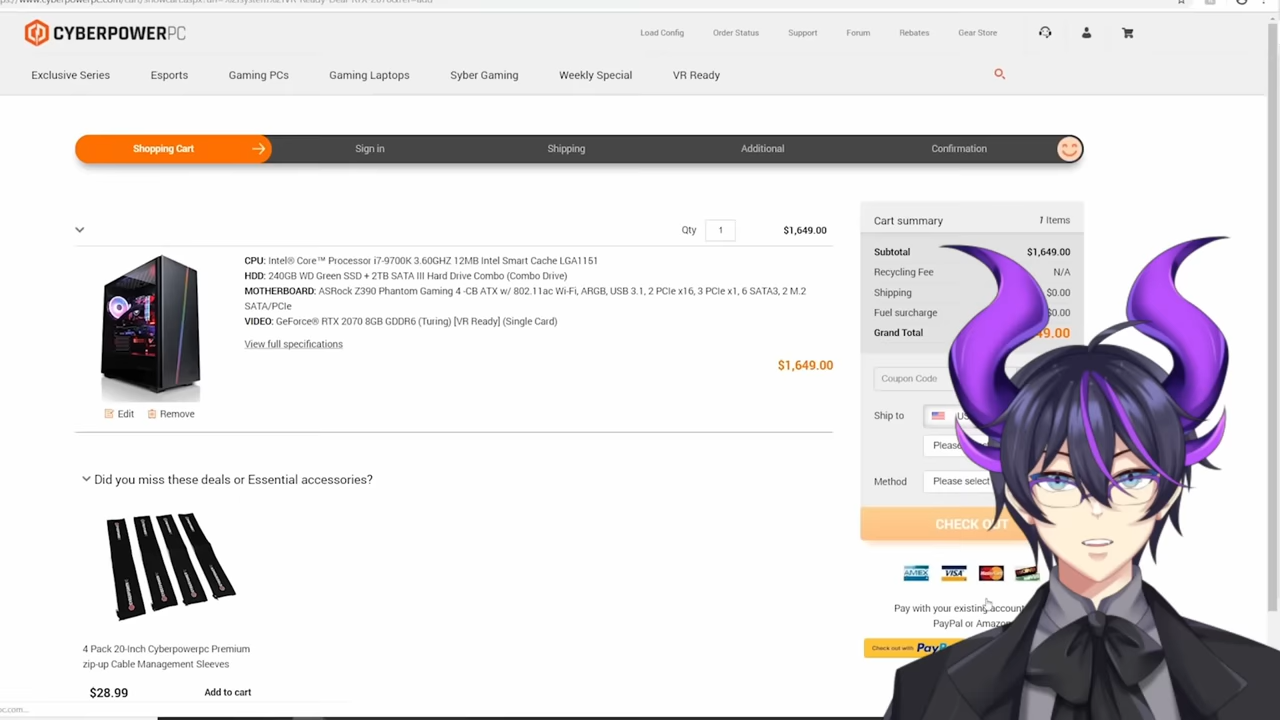 CYBERPOWERPC
Load Config Order Status Support Forum Rebates Gear Store
Exclusive Series Esports Gaming PCs Gaming Laptops Syber Gaming Weekly Special VR Ready
Shopping Cart Sign in Shipping Additional Confirmation
Qty 1 $1,649.00
CPU: Intel® Core™ Processor i7-9700K 3.60GHZ 12MB Intel Smart Cache LGA1151
HDD: 240GB WD Green SSD + 2TB SATA III Hard Drive Combo (Combo Drive)
MOTHERBOARD: ASRock Z390 Phantom Gaming 4 -CB ATX w/ 802.11ac Wi-Fi, ARGB, USB 3.1, 2 PCIe x16, 3 PCIe x1, 6 SATA3, 2 M.2
SATA/PCIe
VIDEO: GeForce® RTX 2070 8GB GDDR6 (Turing) [VR Ready] (Single Card)
View full specifications
$1,649.00
Edit Remove
Did you miss these deals or Essential accessories?
4 Pack 20-Inch Cyberpowerpc Premium
zip-up Cable Management Sleeves
$28.99 Add to cart
Cart summary 1 Items
Subtotal $1,649.00
Recycling Fee N/A
Shipping $0.00
Fuel surcharge $0.00
Grand Total 49.00
Coupon Code
Ship to
Method Please select
CHECK OUT
AMEX VISA MasterCard
Pay with your existing account
PayPal or Amazon
Check out with PayP